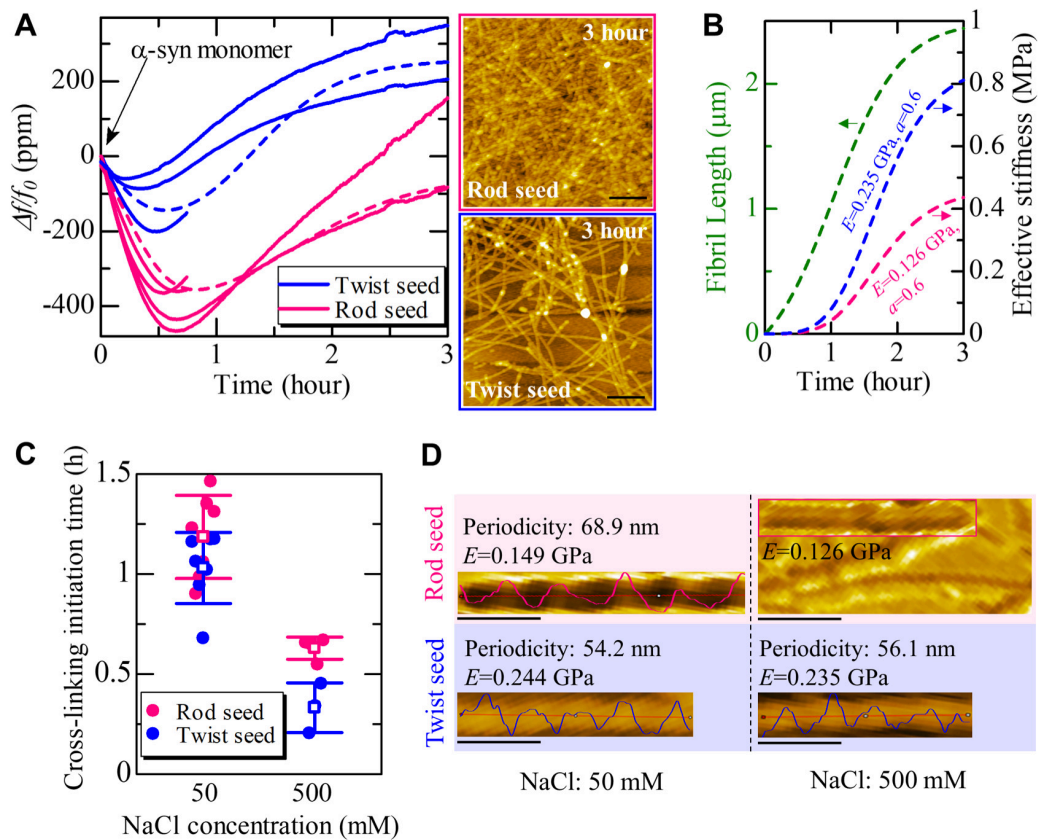 A
α-syn monomer
200
0
-200
-400
Δf/f0 (ppm)
0
1
2
3
Time (hour)
Twist seed
Rod seed
3 hour
Rod seed
3 hour
Twist seed
B
Fibril Length (μm)
2
1
0
E=0.235 GPa, a=0.6
E=0.126 GPa,
a=0.6
1
0.8
0.6
0.4
0.2
0
Effective stiffness (MPa)
0
1
2
3
Time (hour)
C
Cross-linking initiation time (h)
1.5
1
0.5
0
Rod seed
Twist seed
50
500
NaCl concentration (mM)
D
Rod seed
Periodicity: 68.9 nm
E=0.149 GPa
E=0.126 GPa
Twist seed
Periodicity: 54.2 nm
E=0.244 GPa
Periodicity: 56.1 nm
E=0.235 GPa
NaCl: 50 mM
NaCl: 500 mM